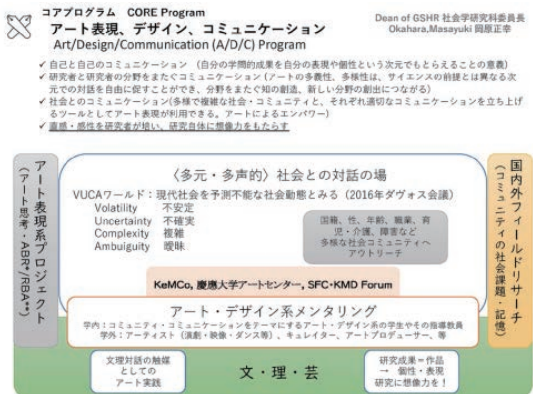 コアプログラム　CORE Program
アート表現、デザイン、コミュニケーション
Art/Design/Communication (A/D/C) Program
Dean of GSHR 社会学研究科委員長
Okahara,Masayuki 岡原正幸
✓ 自己と自己のコミュニケーション　（自分の学問的成果を自分の表現や個性という次元でもとらえることの意義）
✓ 研究者と研究者の分野をまたぐコミュニケーション（アートの多義性、多様性は、サイエンスの前提とは異なる次
元での対話を自由に促すことができ、分野をまたぐ知の創造、新しい分野の創出につながる）
✓ 社会とのコミュニケーション(多様で複雑な社会・コミュニティと、それぞれ適切なコミュニケーションを立ち上げ
るツールとしてアート表現が利用できる。アートによるエンパワー)
✓ 直感・感性を研究者が培い、研究自体に想像力をもたらす
アート表現系プロジェクト
（アート思考・ABR*/RBA**）
〈多元・多声的〉社会との対話の場
VUCAワールド：現代社会を予測不能な社会動態とみる（2016年ダヴォス会議）
Volatility　不安定
Uncertainty　不確実
Complexity　複雑
Ambuiguity　曖昧
国籍、性、年齢、職業、育
児・介護、障害など
多様な社会コミュニティへ
アウトリーチ
国内外フィールドリサーチ
（コミュニティの社会課題・記憶）
KeMCo, 慶應大学アートセンター, SFC・KMD Forum
アート・デザイン系メンタリング
学内：コミュニティ・コミュニケーションをテーマにするアート・デザイン系の学生やその指導教員
学外：アーティスト（演劇・映像・ダンス等）、キュレイター、アートプロデューサー、等
文理対話の触媒
としての
アート実践
文・理・芸
研究成果＝作品
→　個性・表現
研究に想像力を！